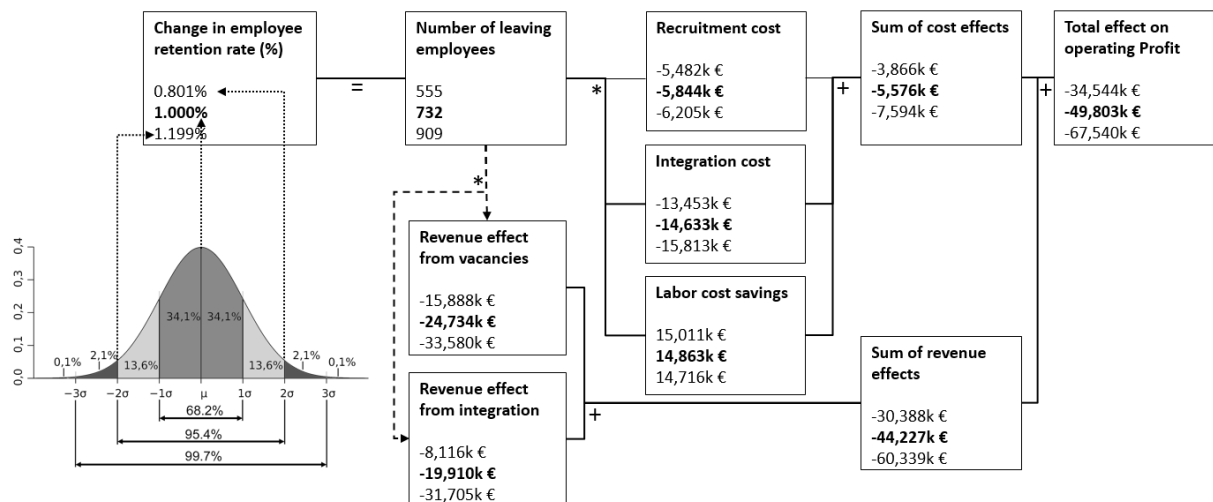 Change in employee
retention rate (%)
0.801%
1.000%
1.199%
=
Number of leaving
employees
555
732
909
*
Recruitment cost
-5,482k €
-5,844k €
-6,205k €
+
Sum of cost effects
-3,866k €
-5,576k €
-7,594k €
+
Total effect on
operating Profit
-34,544k €
-49,803k €
-67,540k €
Integration cost
-13,453k €
-14,633k €
-15,813k €
*
Revenue effect
from vacancies
-15,888k €
-24,734k €
-33,580k €
Labor cost savings
15,011k €
14,863k €
14,716k €
Revenue effect
from integration
-8,116k €
-19,910k €
-31,705k €
+
Sum of revenue
effects
-30,388k €
-44,227k €
-60,339k €
0,4
0,3
0,2
0,1
0,0
34,1% 34,1%
0,1% 2,1% 13,6% 13,6% 2,1% 0,1%
−3σ −2σ −1σ μ 1σ 2σ 3σ
68.2%
95.4%
99.7%